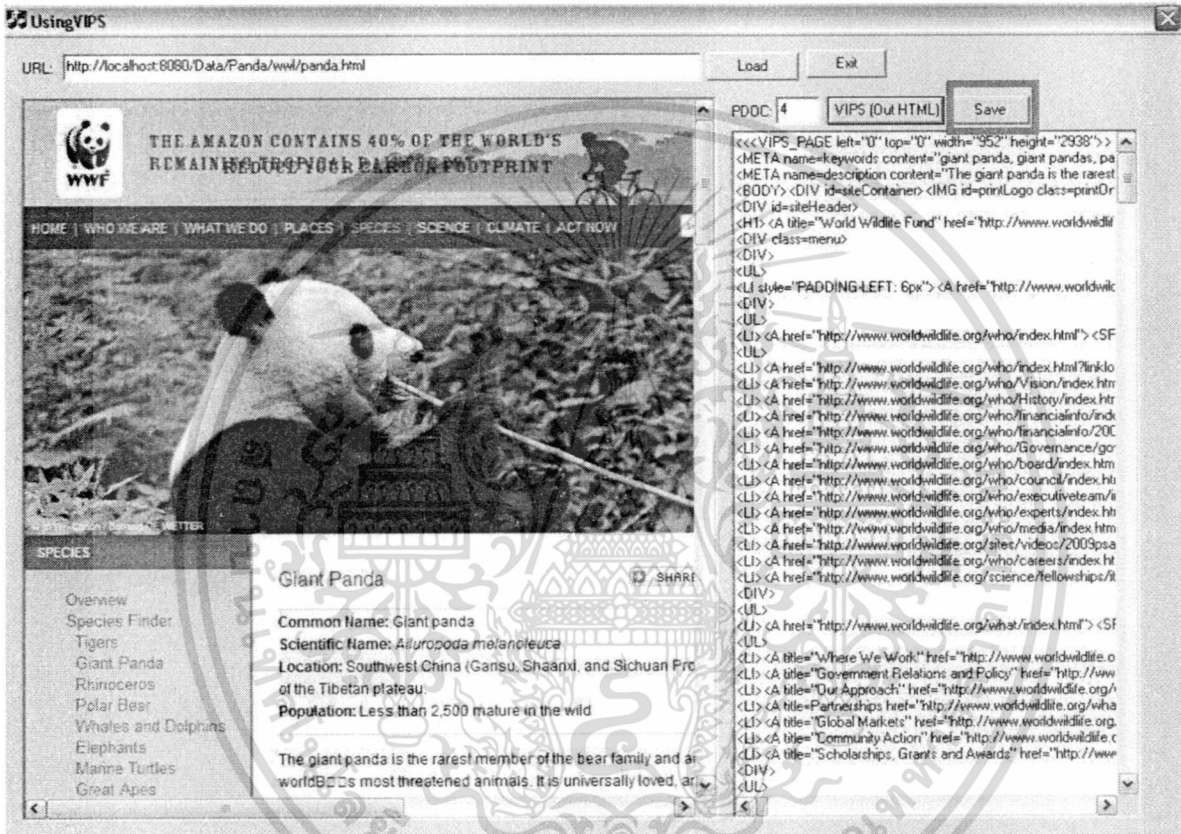 UsingVIPS
URL: http://localhost:8080/Data/Panda/wwl/panda.html
Load
Exit
PDOC: 4
VIPS (Out HTML)
Save
WWF
THE AMAZON CONTAINS 40% OF THE WORLD'S
REMAINING TROPICAL RAINFOREST
REDUCE YOUR CARBON FOOTPRINT
HOME | WHO WE ARE | WHAT WE DO | PLACES | SPECIES | SCIENCE | CLIMATE | ACT NOW
SPECIES
Overview
Species Finder
Tigers
Giant Panda
Rhinoceros
Polar Bear
Whales and Dolphins
Elephants
Marine Turtles
Great Apes
Giant Panda
SHARE
Common Name: Giant panda
Scientific Name: Ailuropoda melanoleuca
Location: Southwest China (Gansu, Shaanxi, and Sichuan Pro
of the Tibetan plateau.
Population: Less than 2,500 mature in the wild
The giant panda is the rarest member of the bear family and ar
worldB□□s most threatened animals. It is universally loved, ar
<<<VIPS_PAGE left="0" top="0" width="952" height="2938">>
<META name=keywords content="giant panda, giant pandas, pa
<META name=description content="The giant panda is the rarest
<BODY><DIV id=siteContainer><IMG id=printLogo class=printOr
<DIV id=siteHeader>
<H1><A title="World Wildlife Fund" href="http://www.worldwildlif
<DIV class=menu>
<DIV>
<UL>
<LI style="PADDING-LEFT: 6px"><A href="http://www.worldwilc
<DIV>
<UL>
<LI><A href="http://www.worldwildlife.org/who/index.html"><SF
<UL>
<LI><A href="http://www.worldwildlife.org/who/index.html?linklo
<LI><A href="http://www.worldwildlife.org/who/Vision/index.htm
<LI><A href="http://www.worldwildlife.org/who/History/index.htr
<LI><A href="http://www.worldwildlife.org/who/financialinfo/inde
<LI><A href="http://www.worldwildlife.org/who/financialinfo/200
<LI><A href="http://www.worldwildlife.org/who/Governance/gov
<LI><A href="http://www.worldwildlife.org/who/board/index.htm
<LI><A href="http://www.worldwildlife.org/who/council/index.ht
<LI><A href="http://www.worldwildlife.org/who/executiveteam/ir
<LI><A href="http://www.worldwildlife.org/who/experts/index.ht
<LI><A href="http://www.worldwildlife.org/who/media/index.htm
<LI><A href="http://www.worldwildlife.org/sites/videos/2009psa
<LI><A href="http://www.worldwildlife.org/who/careers/index.ht
<LI><A href="http://www.worldwildlife.org/science/fellowships/it
<DIV>
<UL>
<LI><A href="http://www.worldwildlife.org/what/index.html"><SF
<UL>
<LI><A title="Where We Work" href="http://www.worldwildlife.o
<LI><A title="Government Relations and Policy" href="http://ww
<LI><A title="Our Approach" href="http://www.worldwildlife.org/
<LI><A title=Partnerships href="http://www.worldwildlife.org/wha
<LI><A title="Global Markets" href="http://www.worldwildlife.org.
<LI><A title="Community Action" href="http://www.worldwildlife.c
<LI><A title="Scholarships, Grants and Awards" href="http://www
<DIV>
<UL>